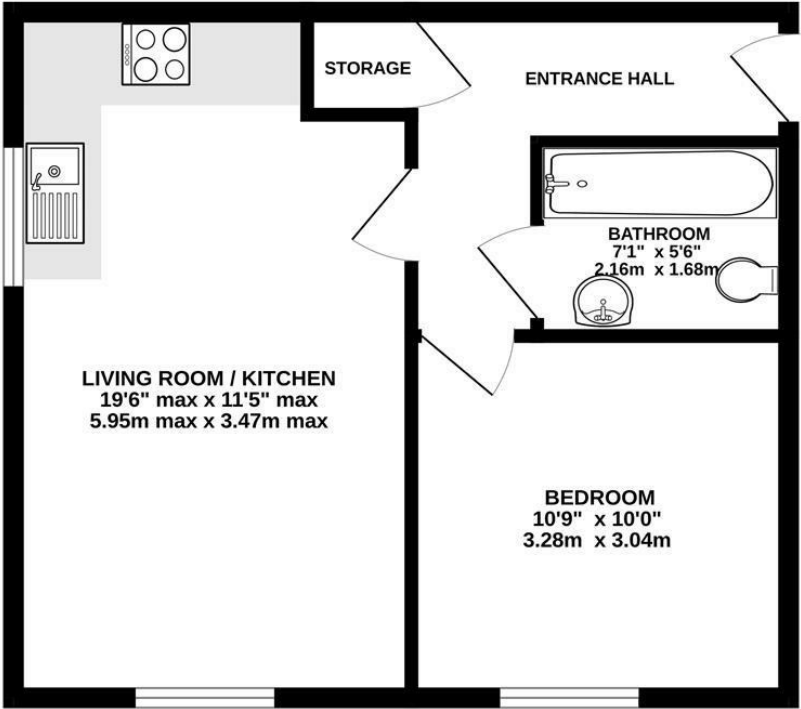 STORAGE
ENTRANCE HALL
BATHROOM
7'1" x 5'6"
2.16m x 1.68m
LIVING ROOM / KITCHEN
19'6" max x 11'5" max
5.95m max x 3.47m max
BEDROOM
10'9" x 10'0"
3.28m x 3.04m